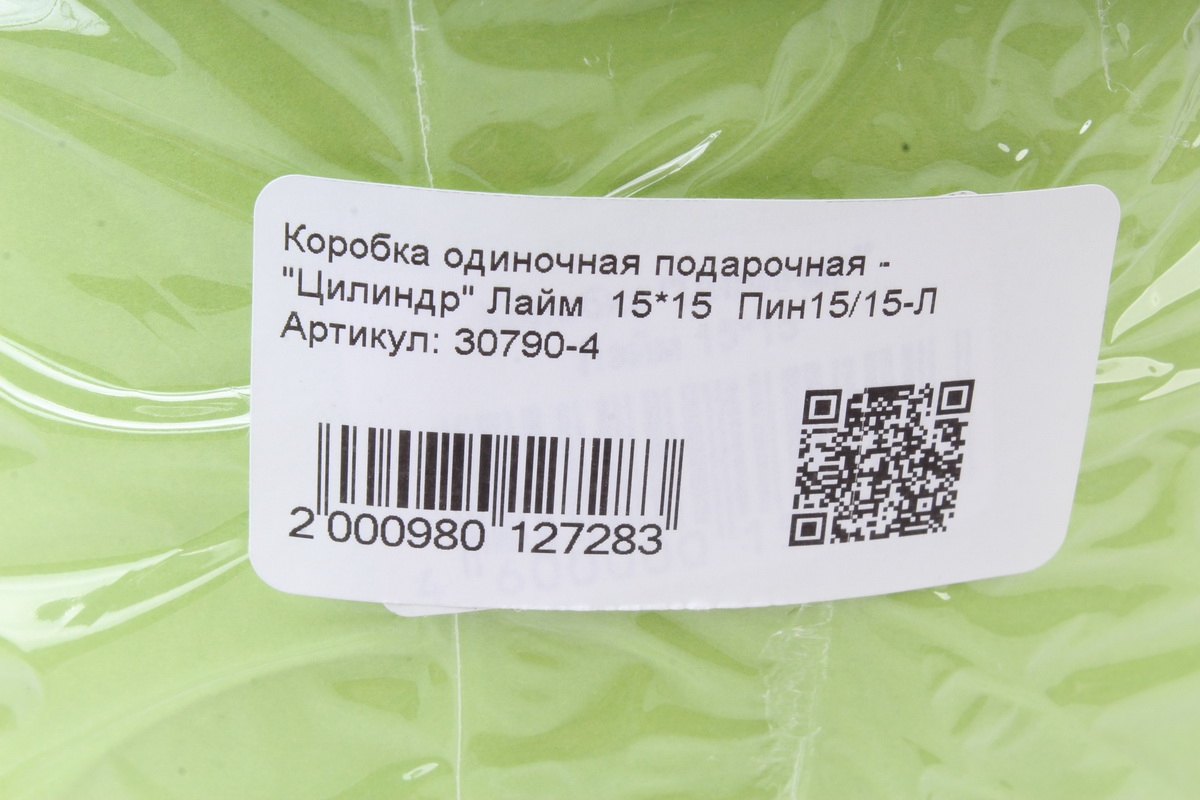 Коробка одиночная подарочная -
"Цилиндр" Лайм 15*15 Пин15/15-Л
Артикул: 30790-4
2 000980 127283